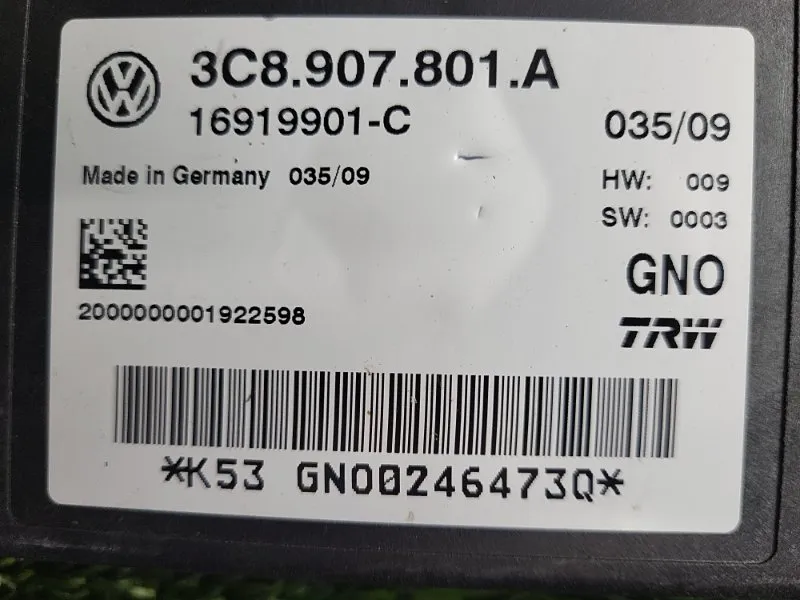 3C8.907.801.A
16919901-C
035/09
Made in Germany 035/09
HW: 009
SW: 0003
GNO
2000000001922598
TRW
*K53 GNO0246473Q*